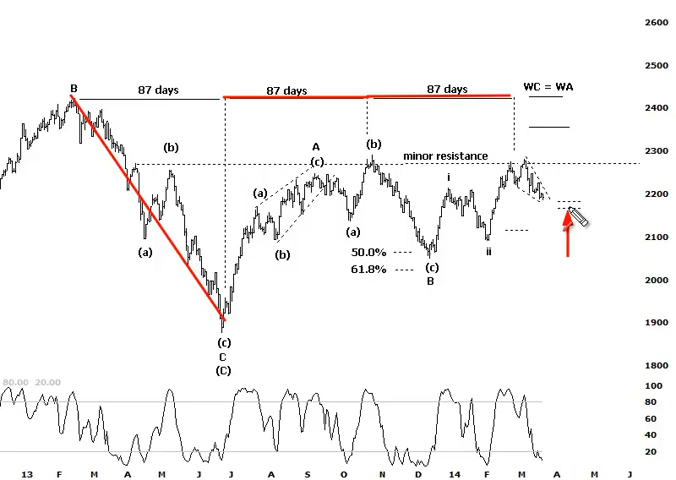 2600
2500
B
87 days
87 days
87 days
WC = WA
2400
(b)
A
(c)
(b)
minor resistance
2300
i
2200
(a)
(a)
(b)
(a)
ii
2100
50.0%
61.8%
(c)
B
2000
1900
(c)
C
(C)
1800
80.00 20.00
100
80
60
40
20
13 F M A M J J A S O N D 14 F M A M J